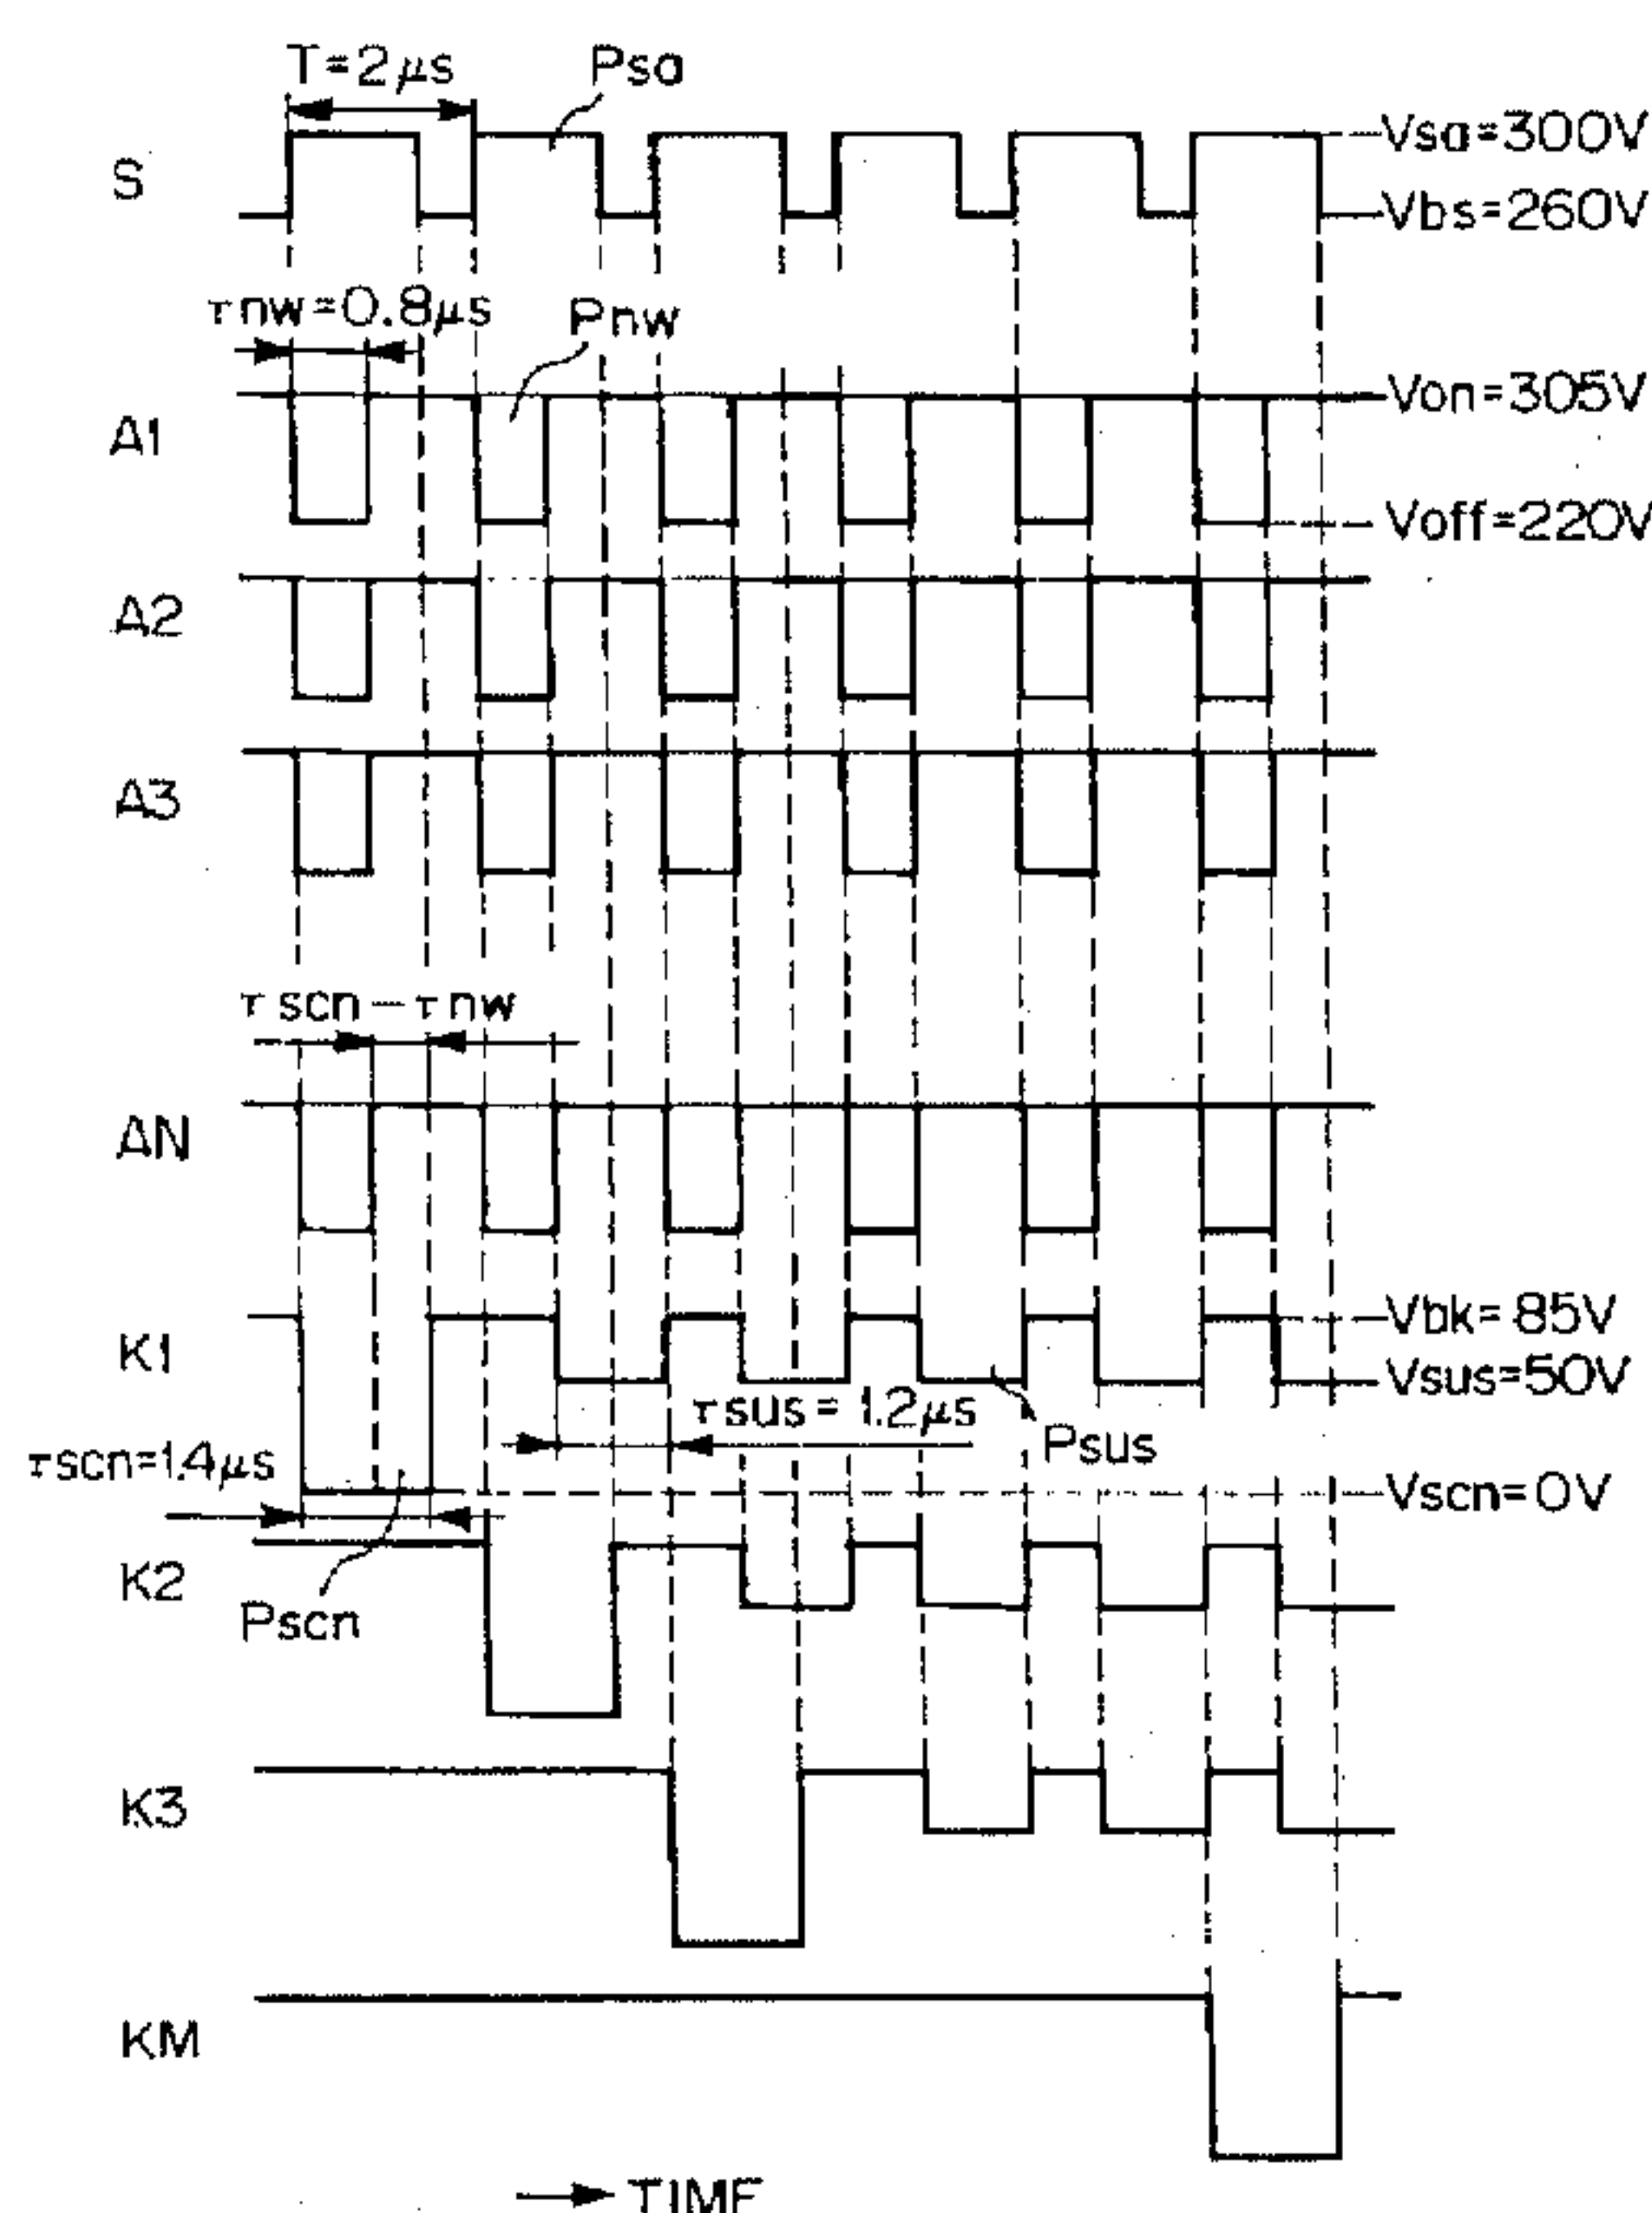 T=2μs
Psa
S
Vsa=300V
Vbs=260V
τnw=0.8μs
Pnw
Von=305V
A1
Voff=220V
A2
A3
τscn-τnw
AN
Vbk=85V
K1
Vsus=50V
τsus=1.2μs
Psus
τscn=1.4μs
Vscn=0V
K2
Pscn
K3
KM
TIME